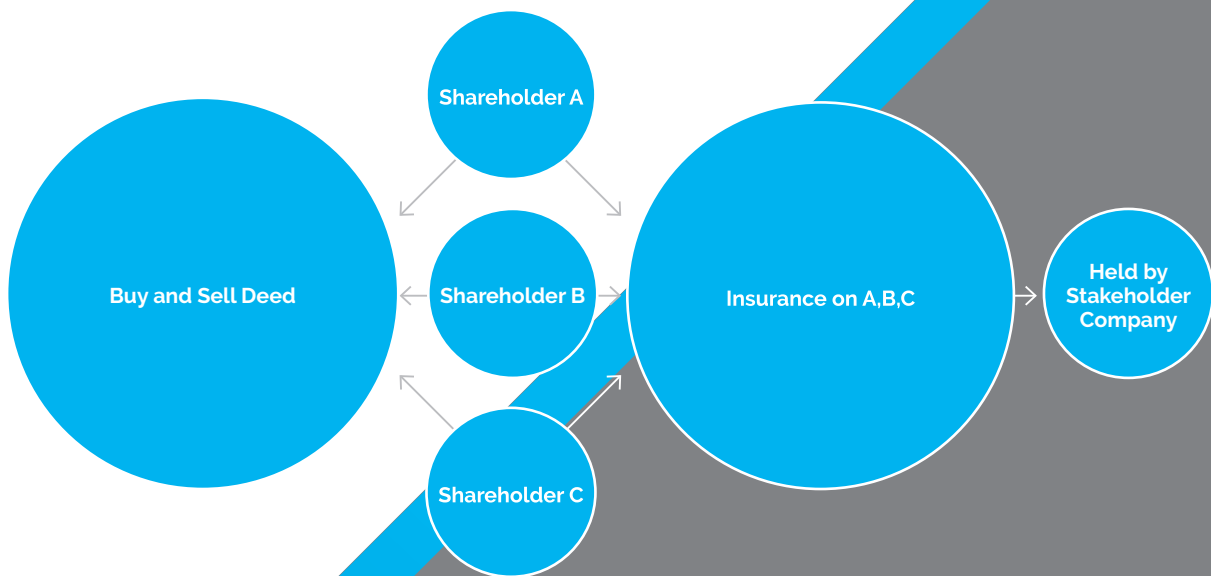 Shareholder A
Buy and Sell Deed
Shareholder B
Insurance on A,B,C
Held by
Stakeholder
Company
Shareholder C